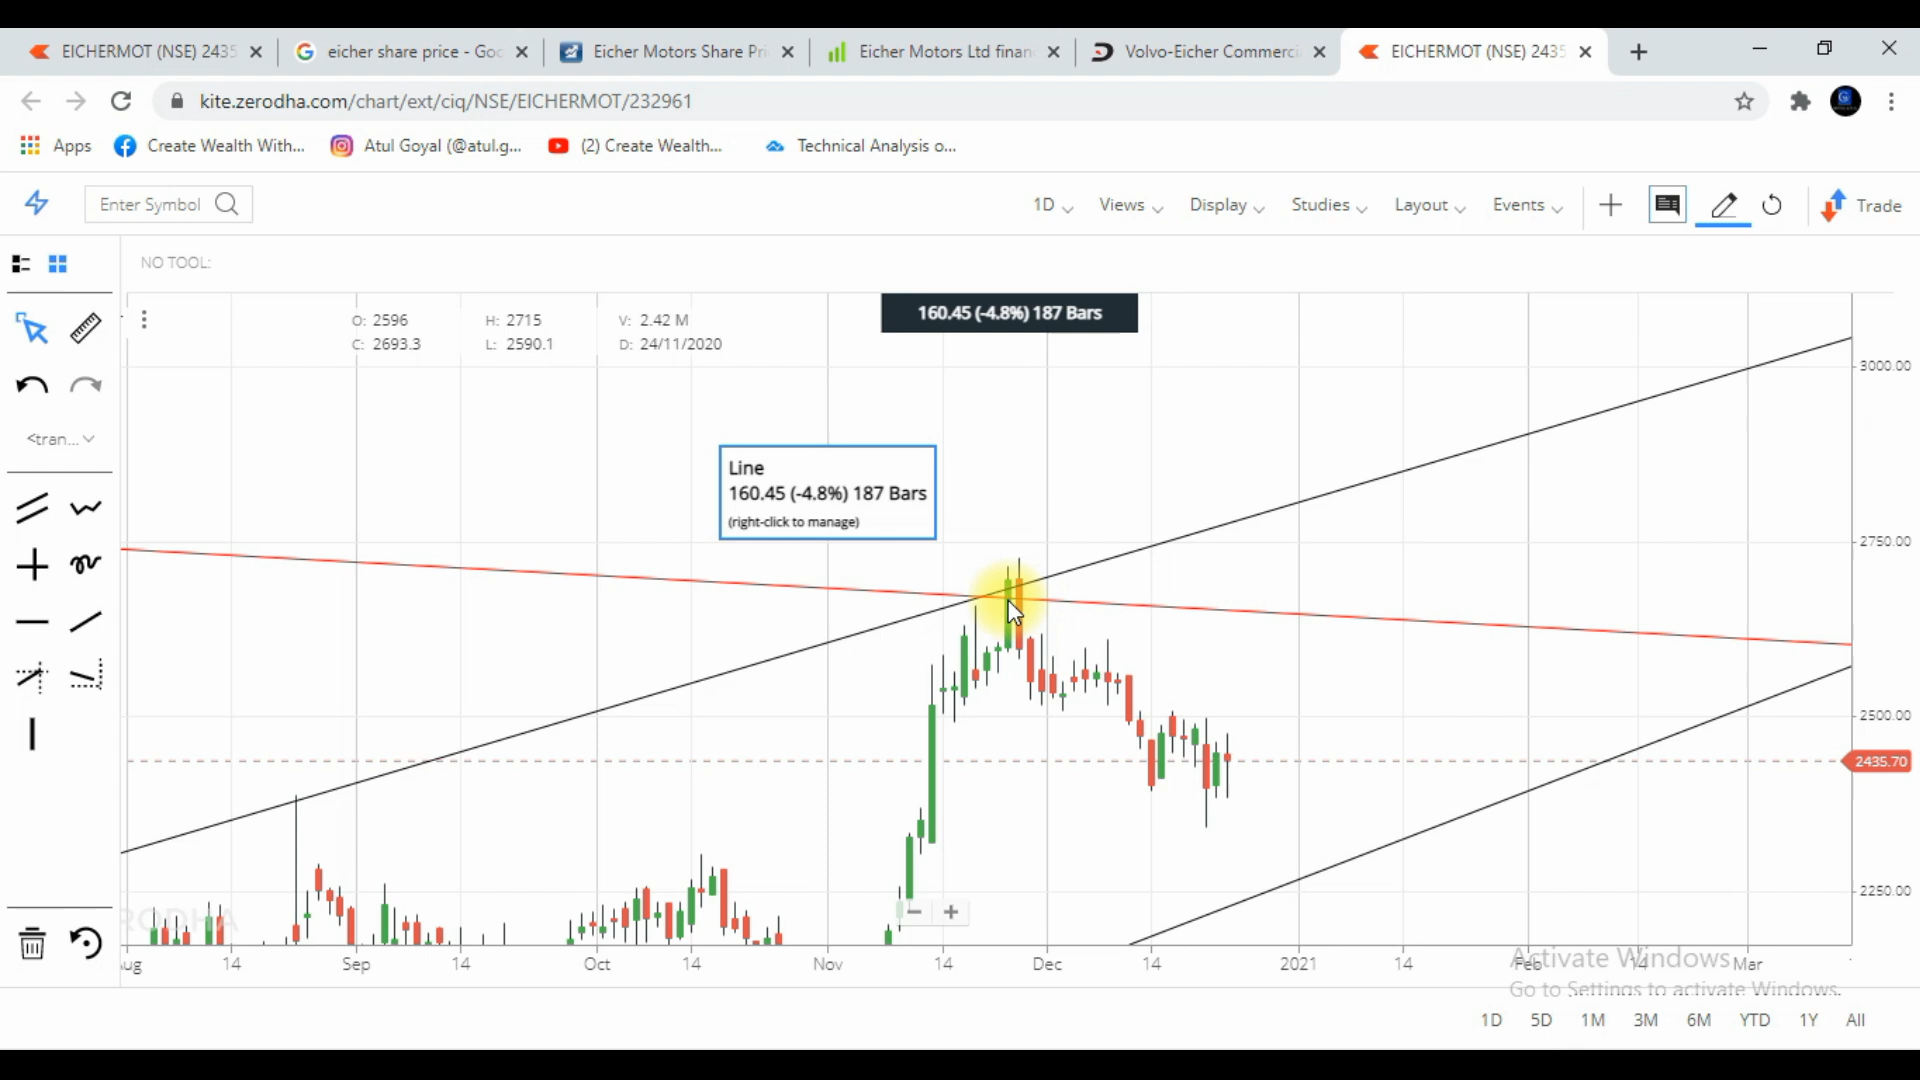 EICHERMOT (NSE) 2435
eicher share price - Goo
Eicher Motors Share Pri
Eicher Motors Ltd finan
Volvo-Eicher Commerci
EICHERMOT (NSE) 2435
kite.zerodha.com/chart/ext/ciq/NSE/EICHERMOT/232961
Apps
Create Wealth With...
Atul Goyal (@atul.g...
(2) Create Wealth...
Technical Analysis o...
Enter Symbol
1D
Views
Display
Studies
Layout
Events
Trade
NO TOOL:
O: 2596
H: 2715
V: 2.42 M
C: 2693.3
L: 2590.1
D: 24/11/2020
160.45 (-4.8%) 187 Bars
3000.00
<tran...
Line
160.45 (-4.8%) 187 Bars
(right-click to manage)
2750.00
2500.00
2435.70
2250.00
14
Sep
14
Oct
14
Nov
14
Dec
14
2021
14
Feb
14
Mar
Activate Windows
Go to Settings to activate Windows.
1D
5D
1M
3M
6M
YTD
1Y
All